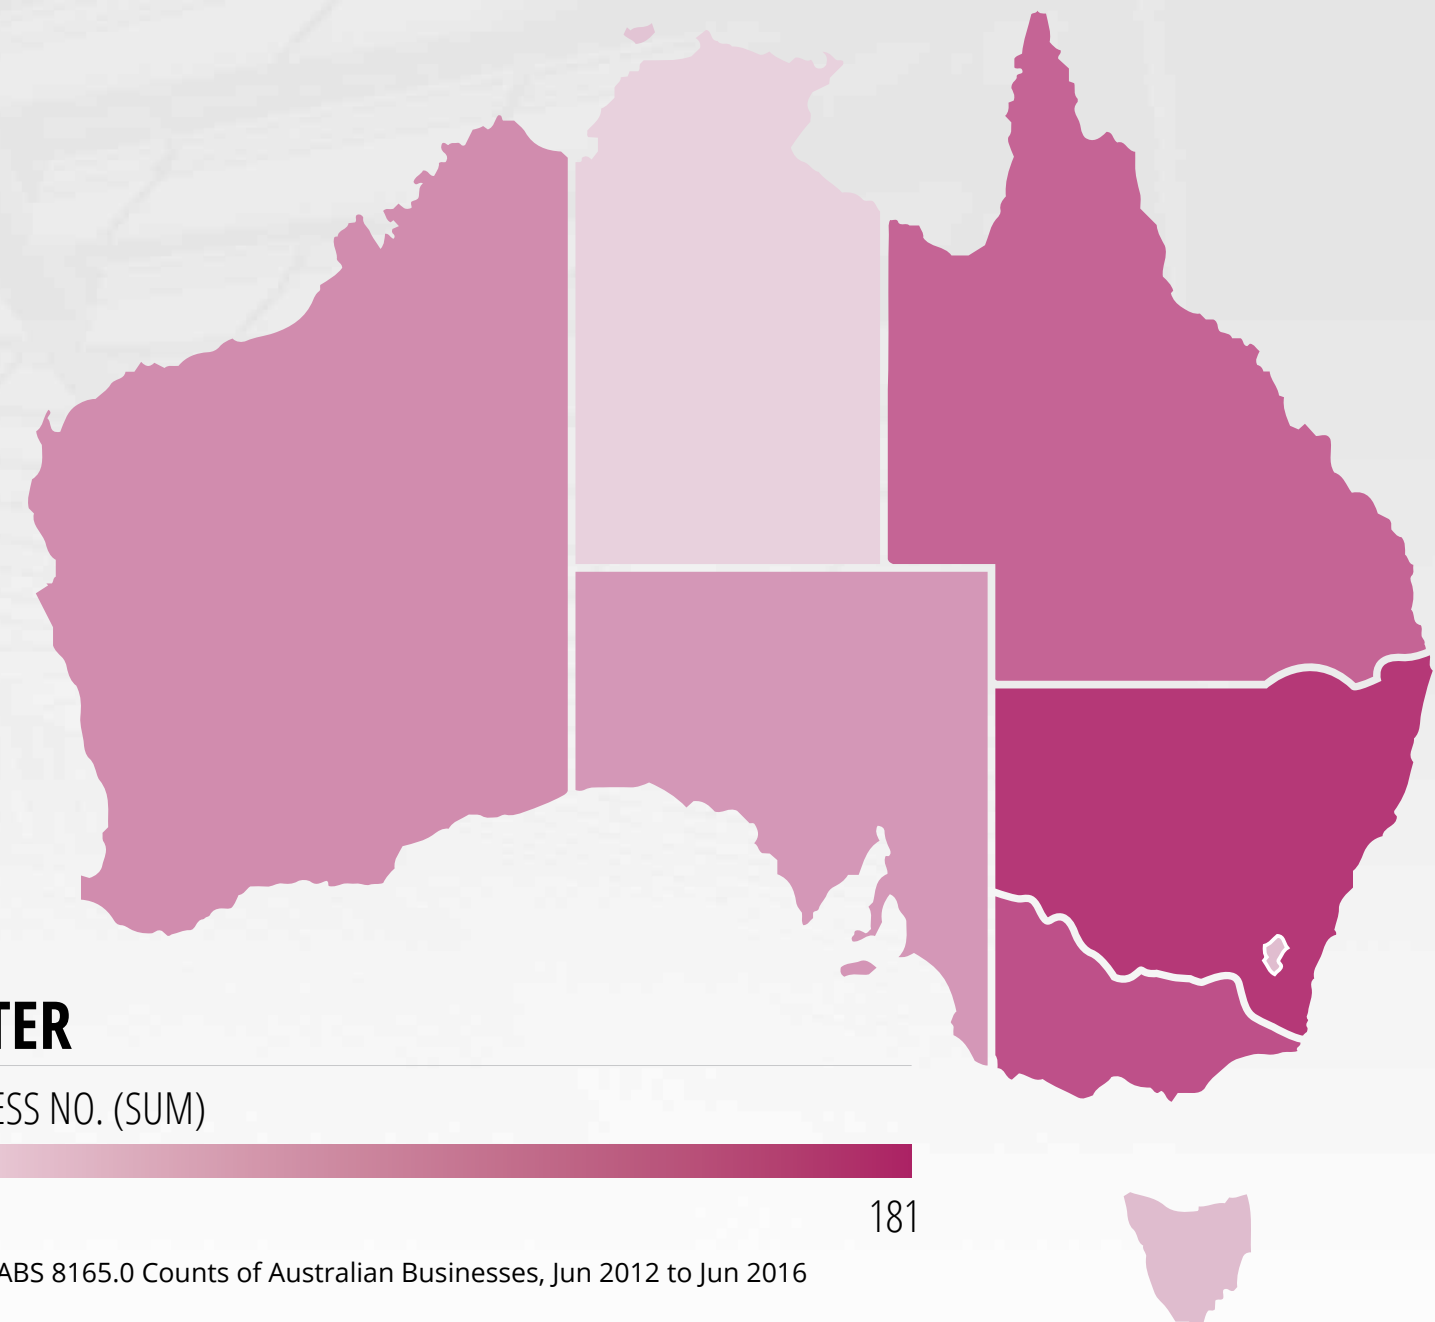 TER
ESS NO. (SUM)
181
ABS 8165.0 Counts of Australian Businesses, Jun 2012 to Jun 2016